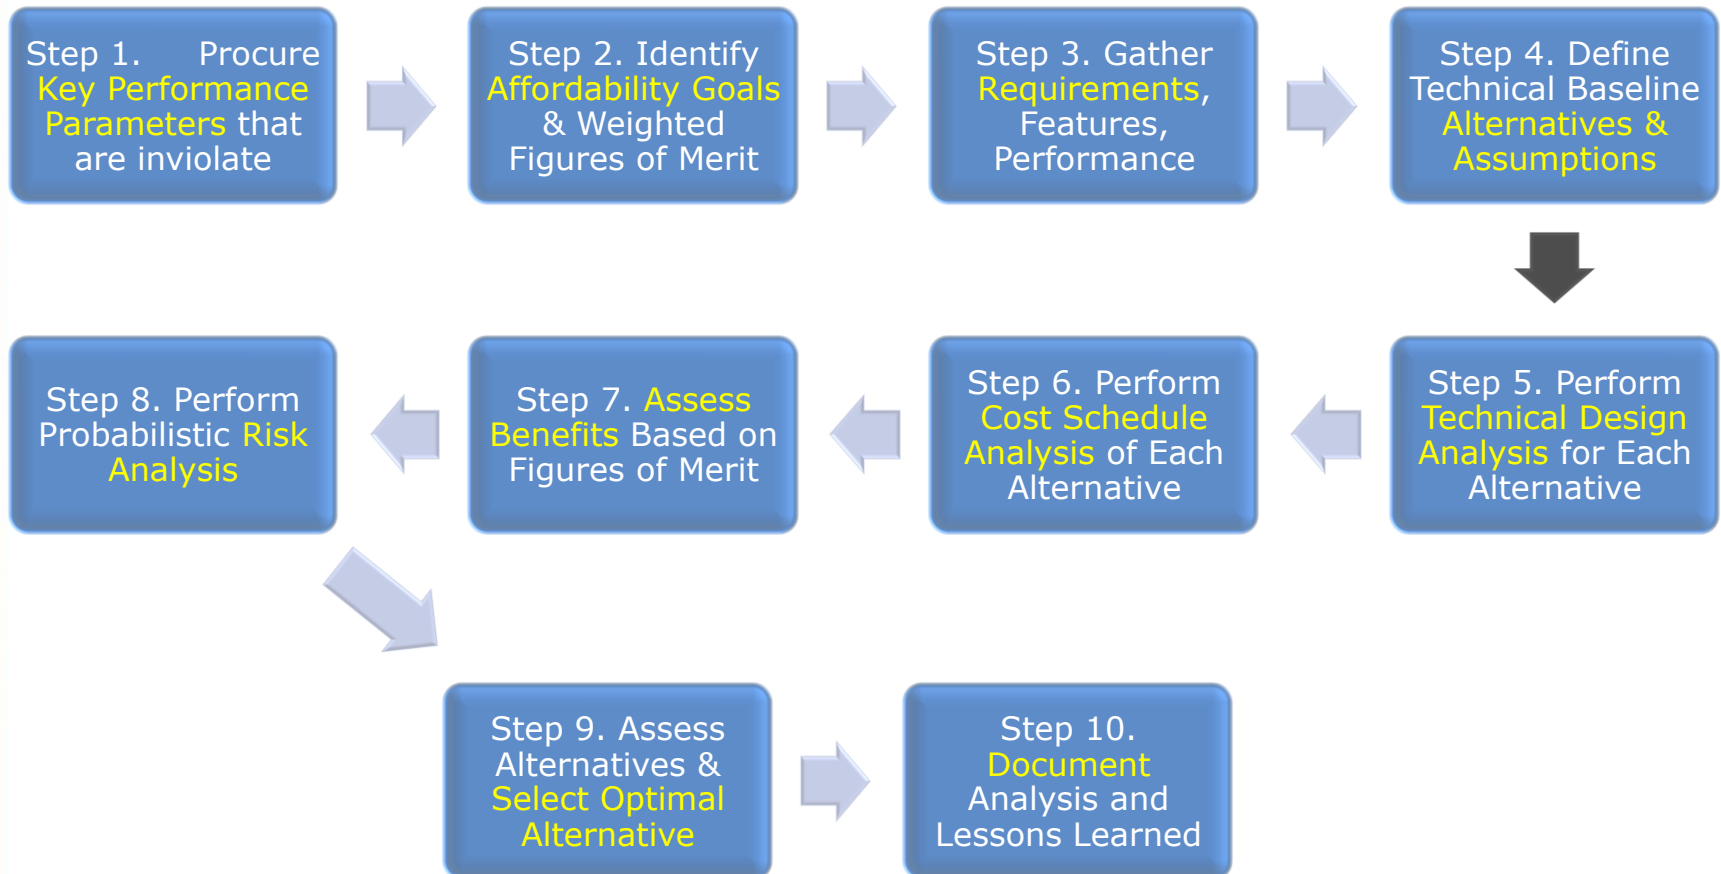 Step 1. Procure
Key Performance
Parameters that
are inviolate
Step 2. Identify
Affordability Goals
& Weighted
Figures of Merit
Step 3. Gather
Requirements,
Features,
Performance
Step 4. Define
Technical Baseline
Alternatives &
Assumptions
Step 5. Perform
Technical Design
Analysis for Each
Alternative
Step 6. Perform
Cost Schedule
Analysis of Each
Alternative
Step 7. Assess
Benefits Based on
Figures of Merit
Step 8. Perform
Probabilistic Risk
Analysis
Step 9. Assess
Alternatives &
Select Optimal
Alternative
Step 10.
Document
Analysis and
Lessons Learned